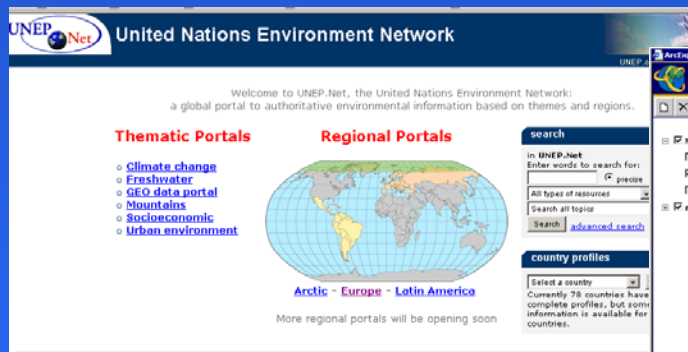 UNEP Net
United Nations Environment Network
UNEP
Welcome to UNEP.Net, the United Nations Environment Network:
a global portal to authoritative environmental information based on themes and regions.
Thematic Portals
Climate change
Freshwater
GEO data portal
Mountains
Socioeconomic
Urban environment
Regional Portals
Arctic - Europe - Latin America
More regional portals will be opening soon
search
in UNEP.Net
Enter words to search for:
precise
All types of resources
Search all topics
Search advanced search
country profiles
Select a country
Currently 78 countries have
complete profiles, but some
information is available for
countries.